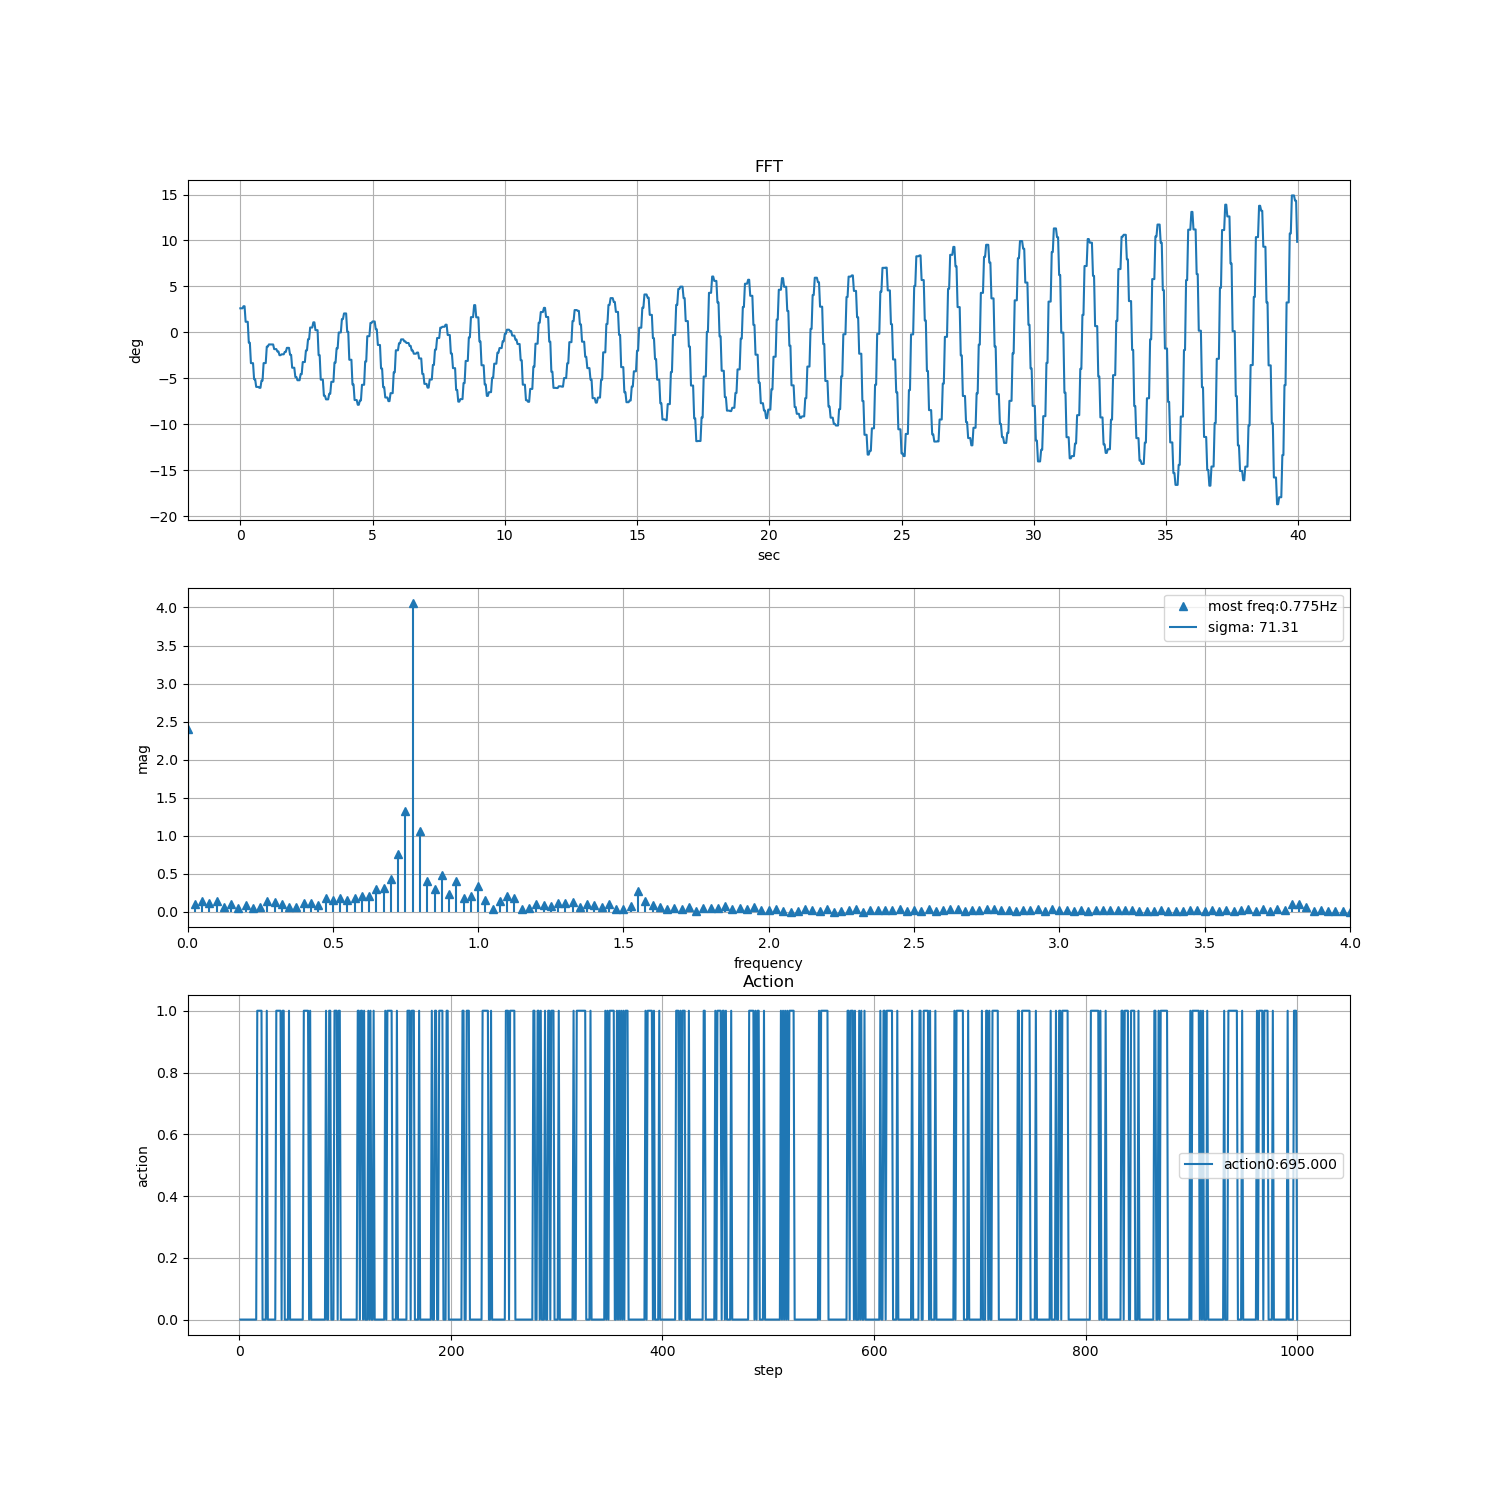 FFT
15
10
5
0
−5
−10
−15
−20
deg
0 5 10 15 20 25 30 35 40
sec
most freq:0.775Hz
sigma: 71.31
4.0
3.5
3.0
2.5
2.0
1.5
1.0
0.5
0.0
mag
0.0 0.5 1.0 1.5 2.0 2.5 3.0 3.5 4.0
frequency
Action
1.0
0.8
0.6
0.4
0.2
0.0
action
action0:695.000
0 200 400 600 800 1000
step